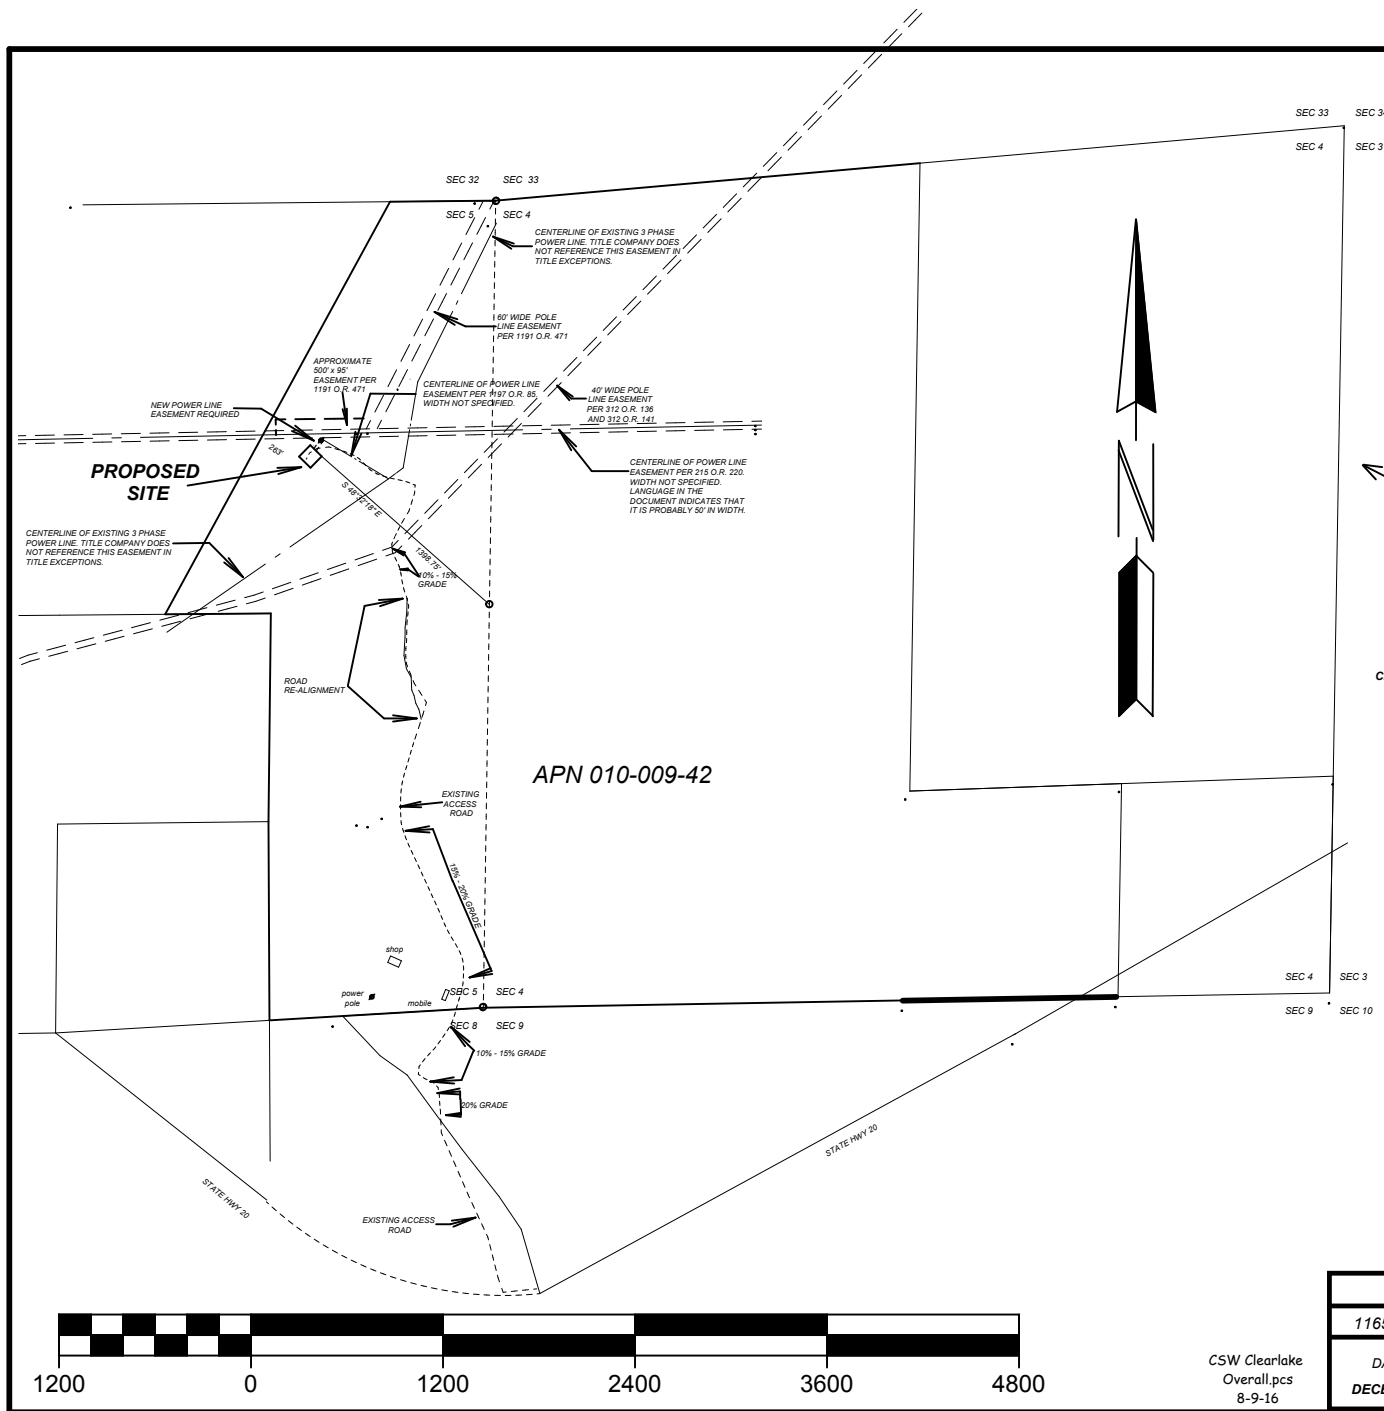 SEC 33 SEC 34
SEC 4 SEC 3
SEC 32 SEC 33
SEC 5 SEC 4
CENTERLINE OF EXISTING 3 PHASE
POWER LINE. TITLE COMPANY DOES
NOT REFERENCE THIS EASEMENT IN
TITLE EXCEPTIONS.
60' WIDE POLE
LINE EASEMENT
PER 1191 O.R. 471
APPROXIMATE
500' x 95'
EASEMENT PER
1191 O.R. 471
CENTERLINE OF POWER LINE
EASEMENT PER 1197 O.R. 85.
WIDTH NOT SPECIFIED.
40' WIDE POLE
LINE EASEMENT
PER 312 O.R. 136
AND 312 O.R. 141
NEW POWER LINE
EASEMENT REQUIRED
263'
PROPOSED
SITE
S 48°32'18" E
1398.75'
CENTERLINE OF POWER LINE
EASEMENT PER 215 O.R. 220.
WIDTH NOT SPECIFIED.
LANGUAGE IN THE
DOCUMENT INDICATES THAT
IT IS PROBABLY 50' IN WIDTH.
CENTERLINE OF EXISTING 3 PHASE
POWER LINE. TITLE COMPANY DOES
NOT REFERENCE THIS EASEMENT IN
TITLE EXCEPTIONS.
10% - 15%
GRADE
N
ROAD
RE-ALIGNMENT
APN 010-009-42
EXISTING
ACCESS
ROAD
15% - 20% GRADE
shop
power
pole
mobile
SEC 5 SEC 4
SEC 8 SEC 9
SEC 4 SEC 3
SEC 9 SEC 10
10% - 15% GRADE
20% GRADE
STATE HWY 20
STATE HWY 20
EXISTING ACCESS
ROAD
1200 0 1200 2400 3600 4800
CSW Clearlake
Overall.pcs
8-9-16